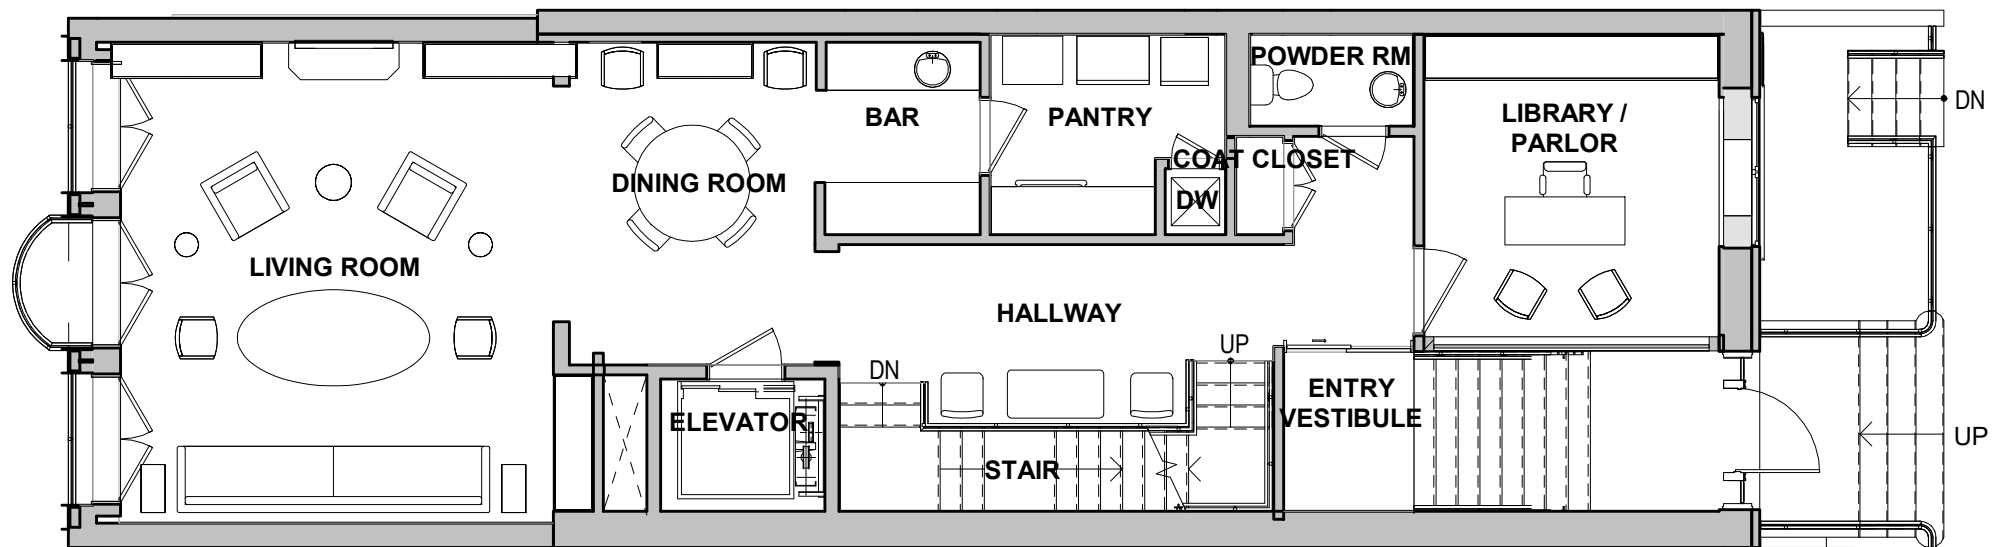 POWDER RM
BAR
PANTRY
LIBRARY /
PARLOR
DN
COAT CLOSET
DINING ROOM
DW
LIVING ROOM
HALLWAY
UP
DN
ENTRY
VESTIBULE
ELEVATOR
STAIR
UP